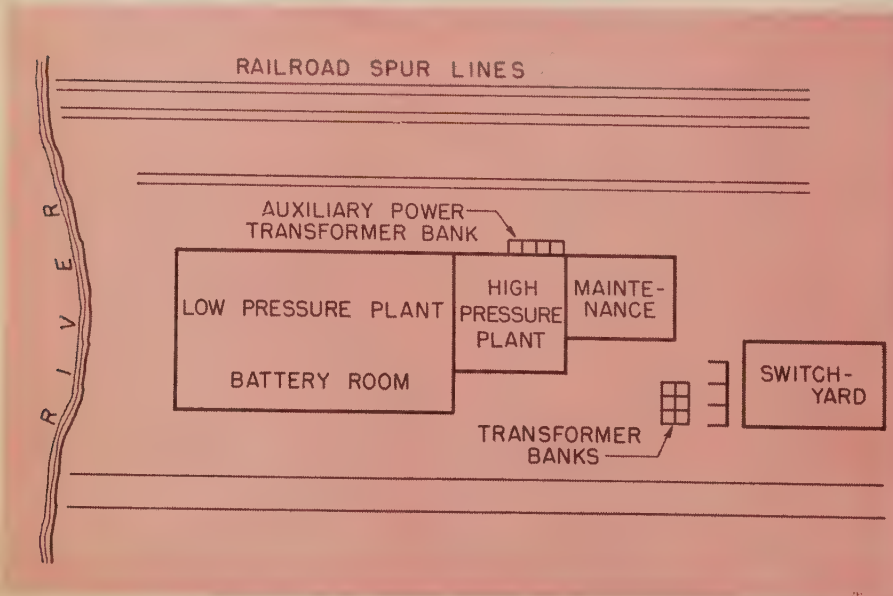 RAILROAD SPUR LINES
RIVER
AUXILIARY POWER
TRANSFORMER BANK
LOW PRESSURE PLANT
BATTERY ROOM
HIGH
PRESSURE
PLANT
MAINTE-
NANCE
SWITCH-
YARD
TRANSFORMER
BANKS